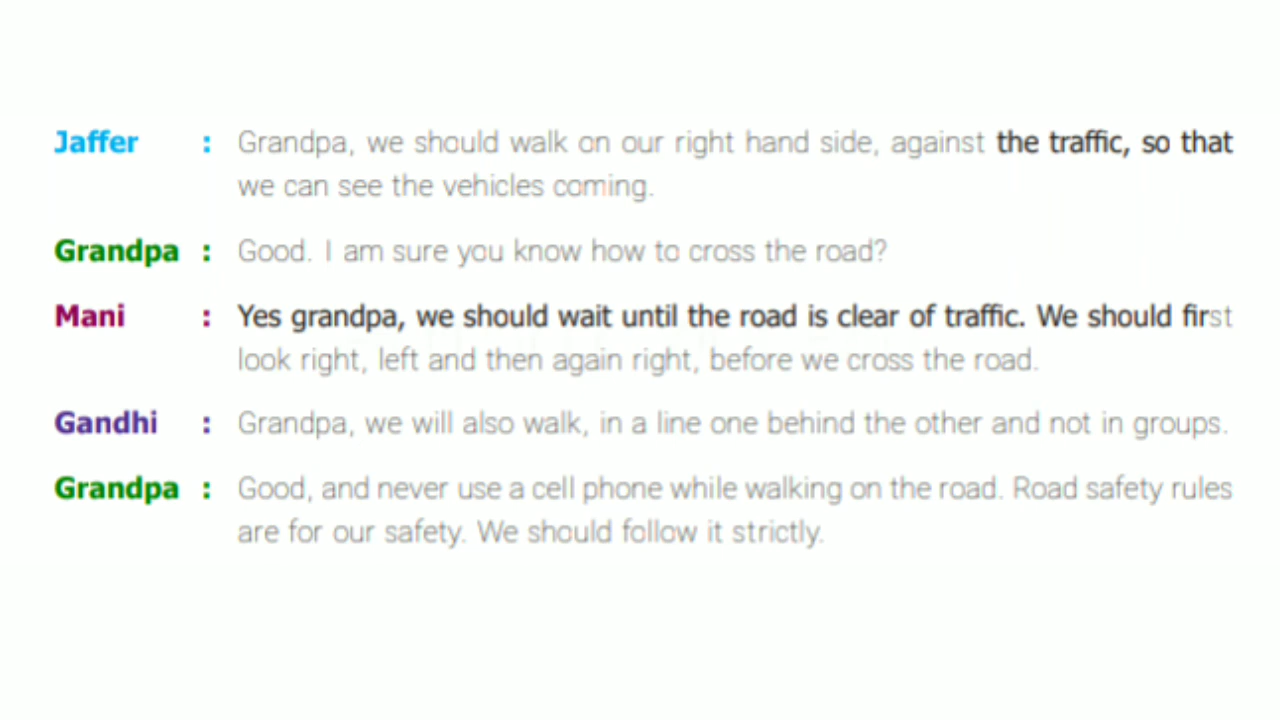 Jaffer : Grandpa, we should walk on our right hand side, against the traffic, so that
we can see the vehicles coming.
Grandpa : Good. I am sure you know how to cross the road?
Mani : Yes grandpa, we should wait until the road is clear of traffic. We should first
look right, left and then again right, before we cross the road.
Gandhi : Grandpa, we will also walk, in a line one behind the other and not in groups.
Grandpa : Good, and never use a cell phone while walking on the road. Road safety rules
are for our safety. We should follow it strictly.